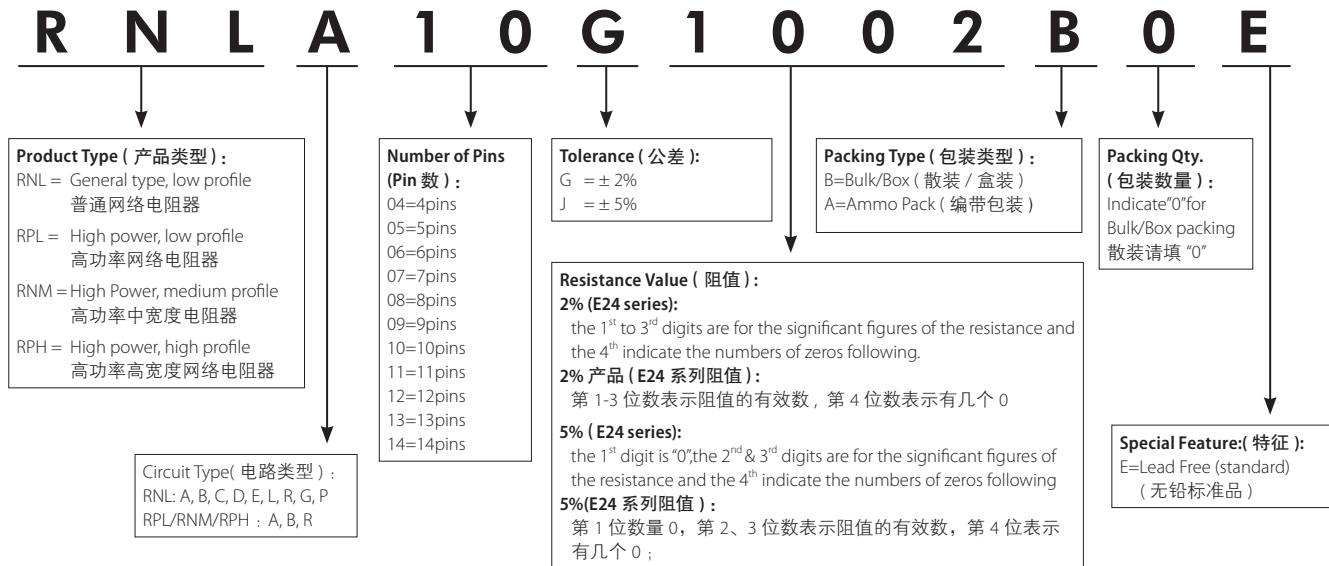 R N L A 1 0 G 1 0 0 2 B 0 E
Product Type ( 产品类型 ) :
RNL = General type, low profile
普通网络电阻器
RPL = High power, low profile
高功率网络电阻器
RNM = High Power, medium profile
高功率中宽度电阻器
RPH = High power, high profile
高功率高宽度网络电阻器
Circuit Type( 电路类型 ) :
RNL: A, B, C, D, E, L, R, G, P
RPL/RNM/RPH : A, B, R
Number of Pins
(Pin 数 ) :
04=4pins
05=5pins
06=6pins
07=7pins
08=8pins
09=9pins
10=10pins
11=11pins
12=12pins
13=13pins
14=14pins
Tolerance ( 公差 ):
G = ± 2%
J = ± 5%
Resistance Value ( 阻值 ) :
2% (E24 series):
the 1st to 3rd digits are for the significant figures of the resistance and
the 4th indicate the numbers of zeros following.
2% 产品 ( E24 系列阻值 ) :
第 1-3 位数表示阻值的有效数 , 第 4 位数表示有几个 0
5% ( E24 series):
the 1st digit is "0",the 2nd & 3rd digits are for the significant figures of
the resistance and the 4th indicate the numbers of zeros following
5%(E24 系列阻值 ) :
第 1 位数量 0，第 2、3 位数表示阻值的有效数，第 4 位表示
有几个 0 ;
Packing Type ( 包装类型 ) :
B=Bulk/Box ( 散装 / 盒装 )
A=Ammo Pack ( 编带包装 )
Packing Qty.
( 包装数量 ) :
Indicate"0"for
Bulk/Box packing
散装请填 "0"
Special Feature:( 特征 ):
E=Lead Free (standard)
( 无铅标准品 )